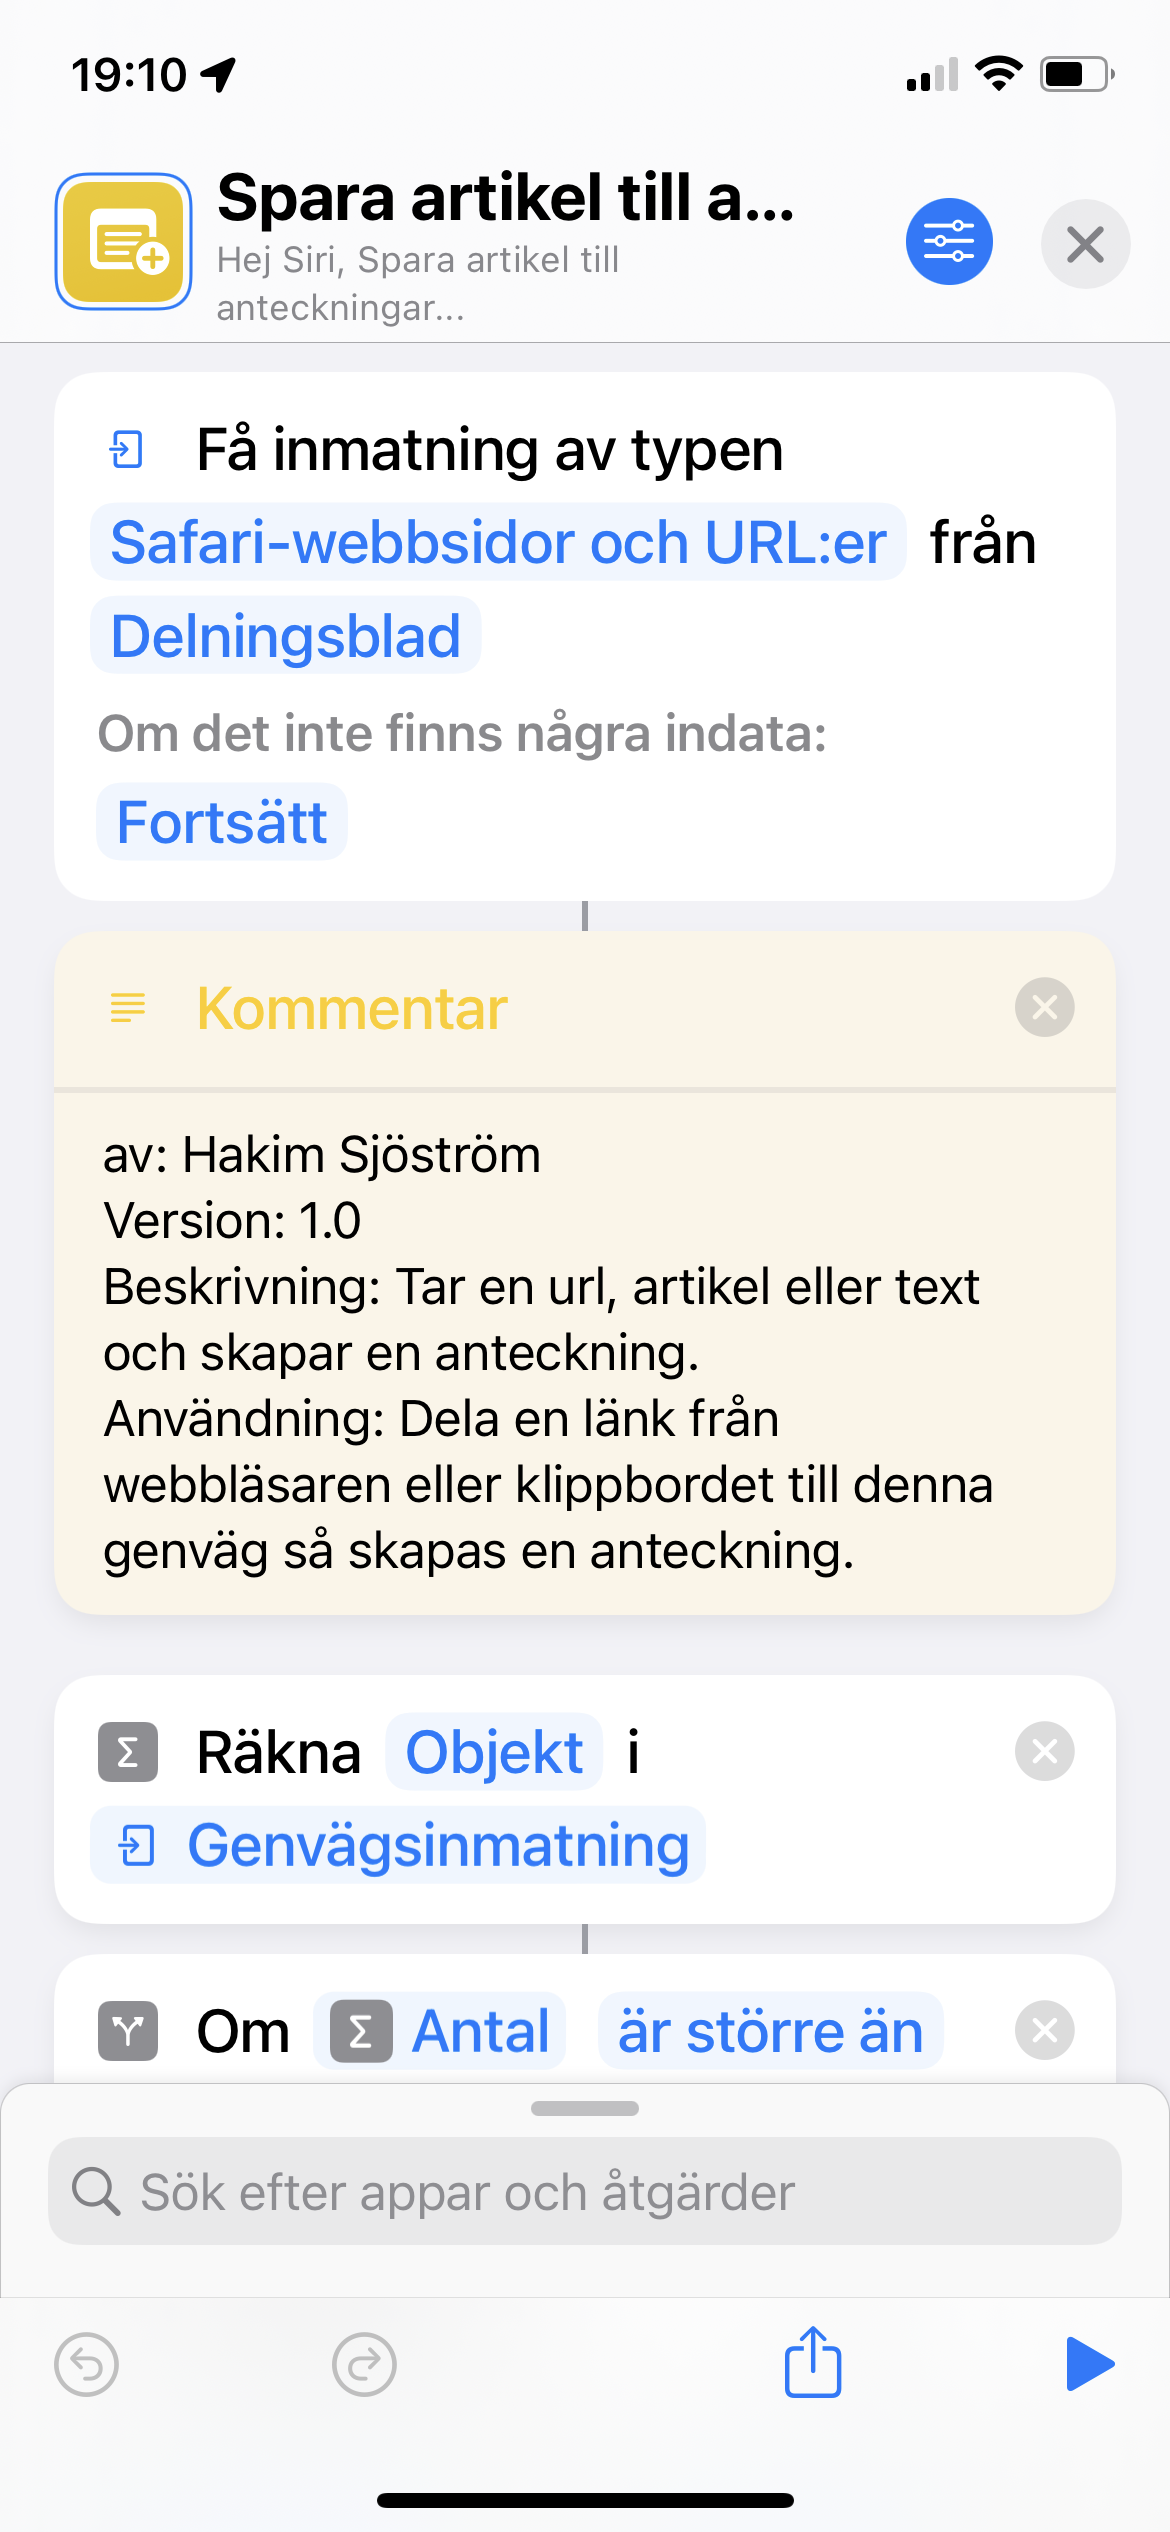 19:10
Spara artikel till a...
Hej Siri, Spara artikel till
anteckningar...
Få inmatning av typen
Safari-webbsidor och URL:er från
Delningsblad
Om det inte finns några indata:
Fortsätt
Kommentar
av: Hakim Sjöström
Version: 1.0
Beskrivning: Tar en url, artikel eller text
och skapar en anteckning.
Användning: Dela en länk från
webbläsaren eller klippbordet till denna
genväg så skapas en anteckning.
Räkna Objekt i
Genvägsinmatning
Om Antal är större än
Sök efter appar och åtgärder